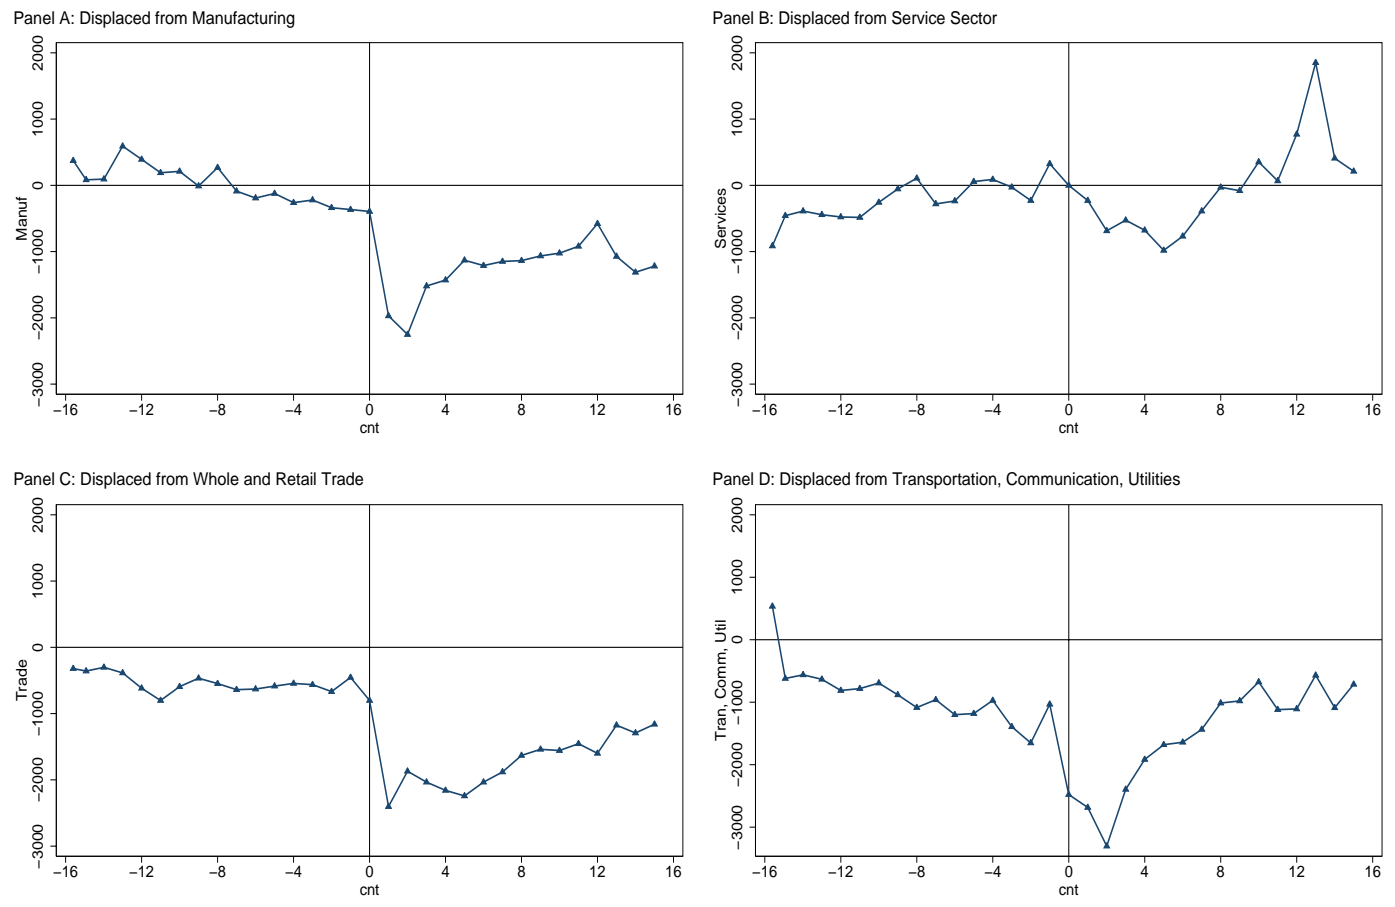 Panel A: Displaced from Manufacturing
2000
1000
0
−1000
−2000
−3000
Manuf
−16 −12 −8 −4 0 4 8 12 16
cnt
Panel B: Displaced from Service Sector
2000
1000
0
−1000
−2000
−3000
Services
−16 −12 −8 −4 0 4 8 12 16
cnt
Panel C: Displaced from Whole and Retail Trade
2000
1000
0
−1000
−2000
−3000
Trade
−16 −12 −8 −4 0 4 8 12 16
cnt
Panel D: Displaced from Transportation, Communication, Utilities
2000
1000
0
−1000
−2000
−3000
Tran, Comm, Util
−16 −12 −8 −4 0 4 8 12 16
cnt